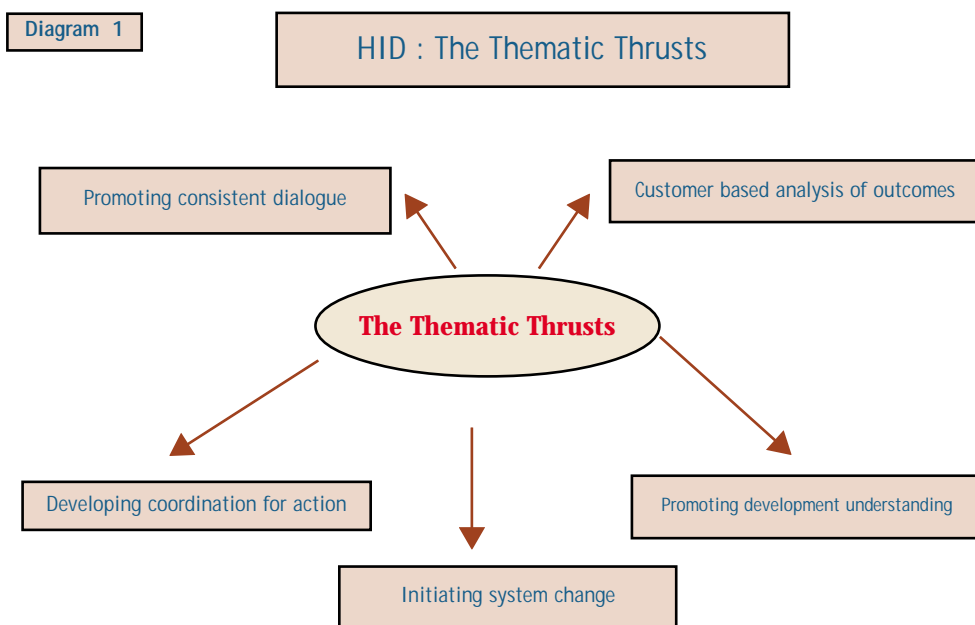 Diagram 1
HID : The Thematic Thrusts
Promoting consistent dialogue
Customer based analysis of outcomes
The Thematic Thrusts
Developing coordination for action
Promoting development understanding
Initiating system change